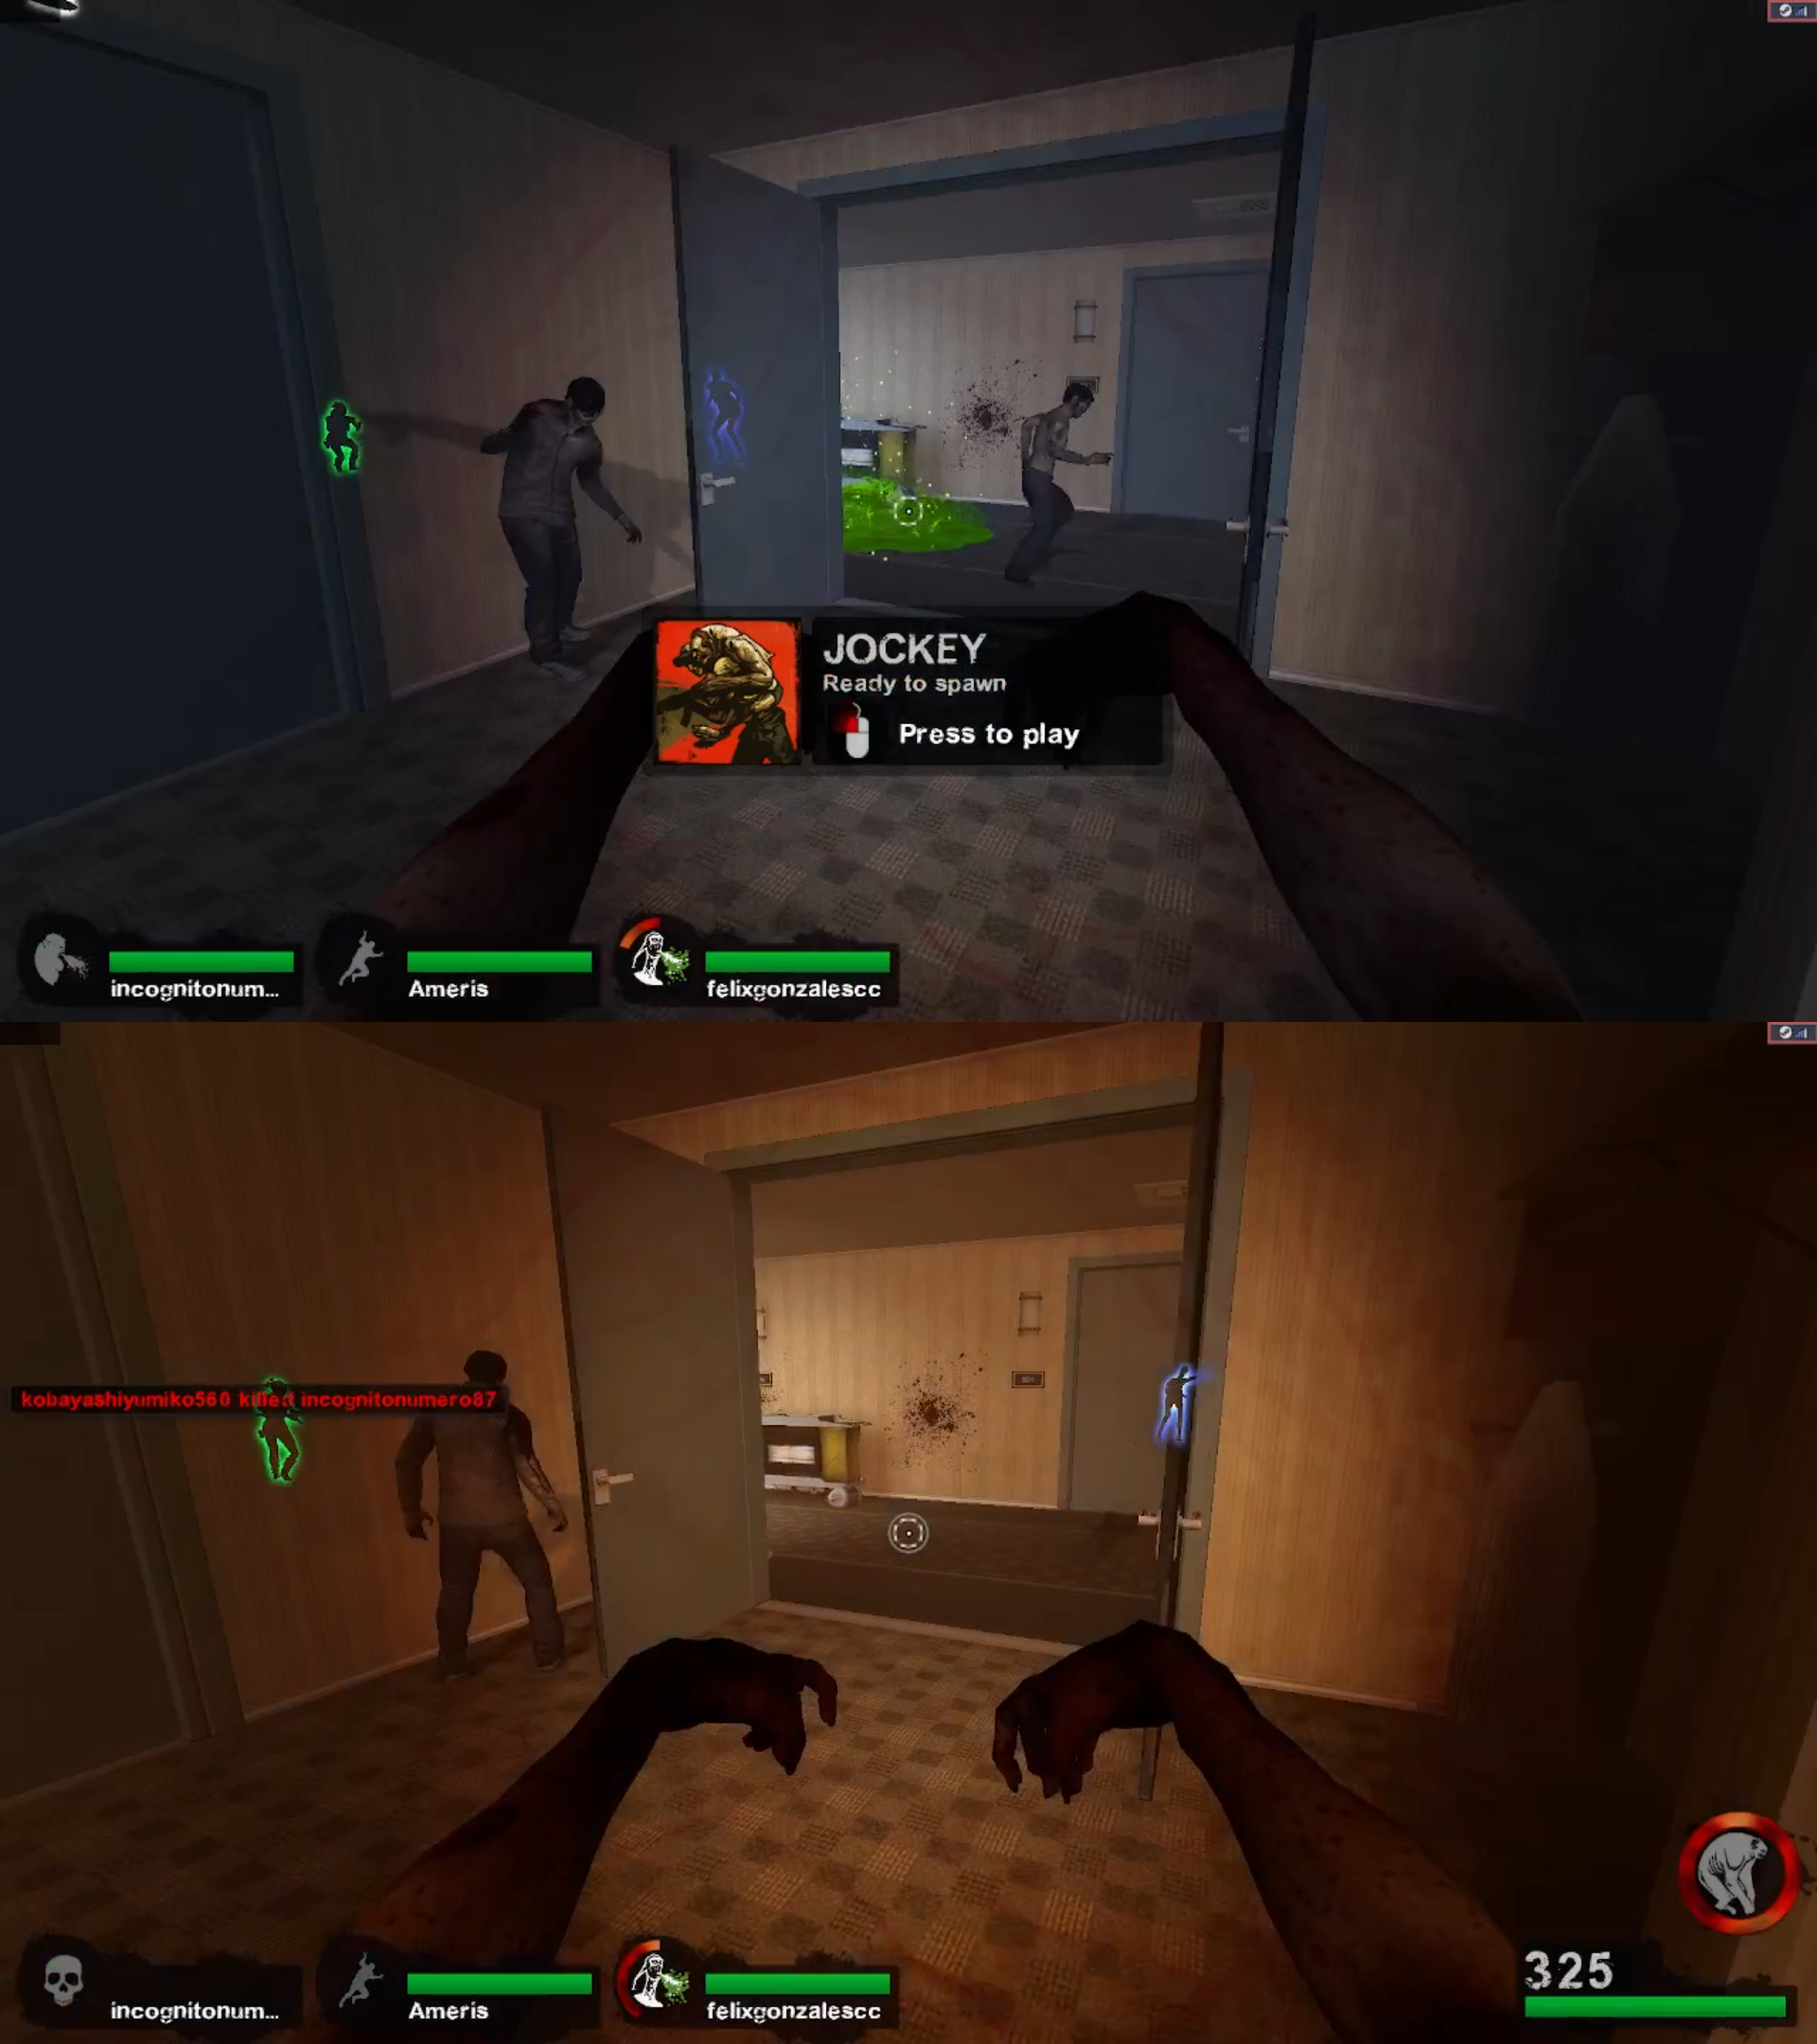 JOCKEY
Ready to spawn
Press to play
incognitonum...
Ameris
felixgonzalescc
kobayashiyumiko560 killed incognitonumero87
325
incognitonum...
Ameris
felixgonzalescc